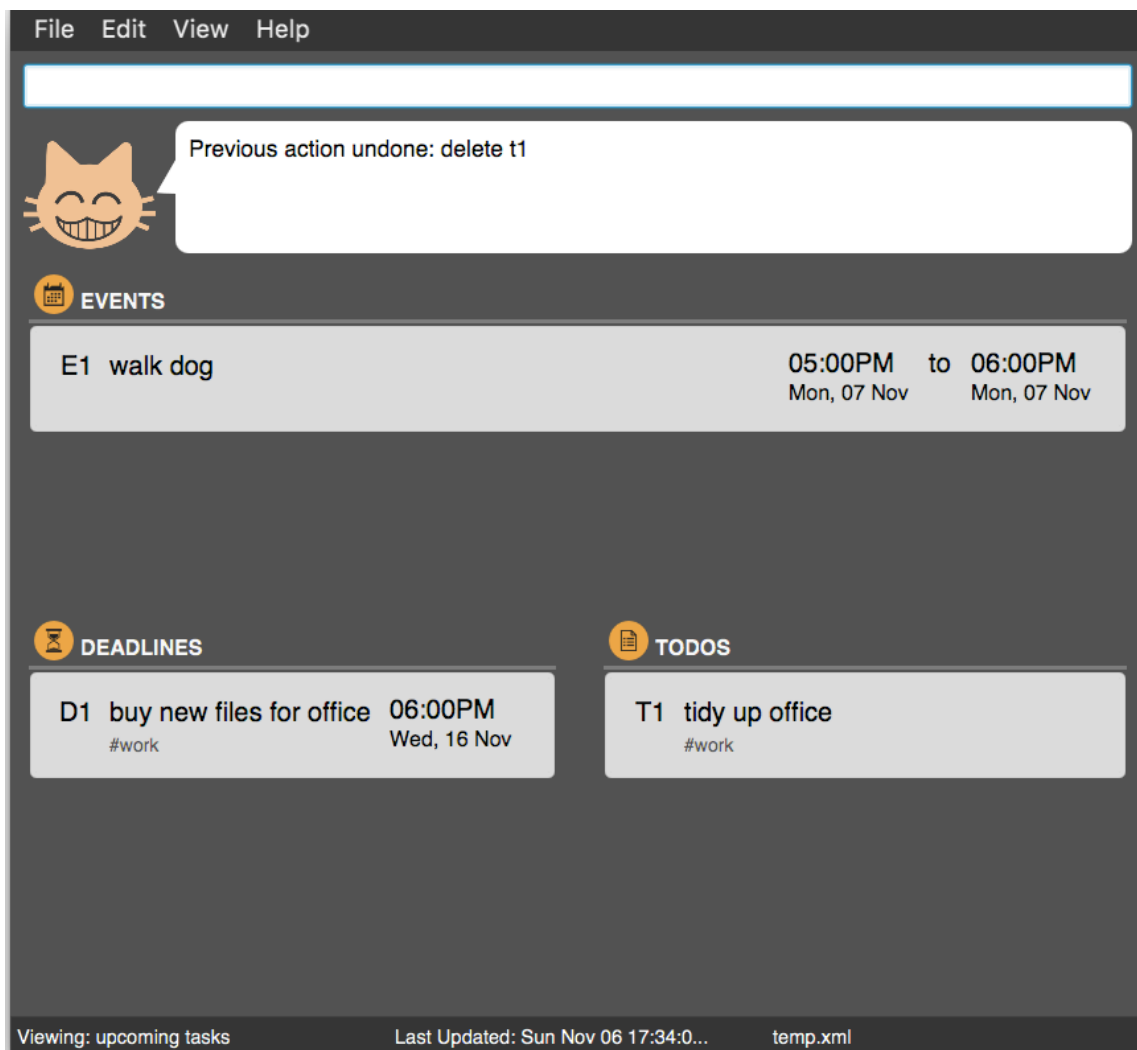 File Edit View Help
Previous action undone: delete t1
EVENTS
E1 walk dog 05:00PM to 06:00PM
Mon, 07 Nov Mon, 07 Nov
DEADLINES
D1 buy new files for office 06:00PM
#work Wed, 16 Nov
TODOS
T1 tidy up office
#work
Viewing: upcoming tasks Last Updated: Sun Nov 06 17:34:0... temp.xml